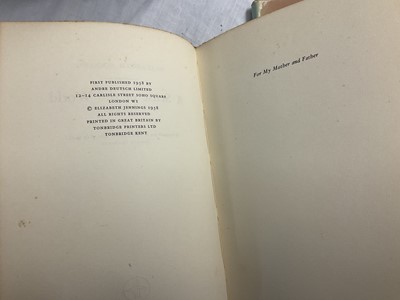 FIRST PUBLISHED 1958 BY
ANDRE DEUTSCH LIMITED
12-14 CARLISLE STREET SOHO SQUARE
LONDON W1
© ELIZABETH JENNINGS 1958
ALL RIGHTS RESERVED
PRINTED IN GREAT BRITAIN BY
TONBRIDGE PRINTERS LTD
TONBRIDGE KENT
For My Mother and Father